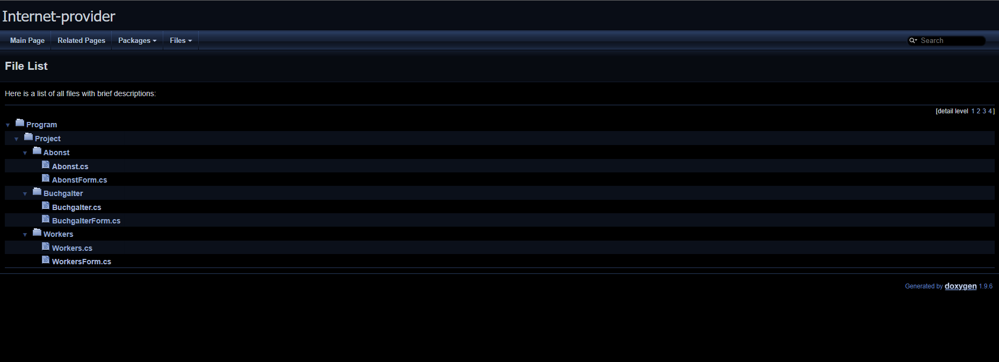 Internet-provider
Main Page Related Pages Packages Files Search
File List
Here is a list of all files with brief descriptions:
[detail level 1 2 3 4]
Program
Project
Abonst
Abonst.cs
AbonstForm.cs
Buchgalter
Buchgalter.cs
BuchgalterForm.cs
Workers
Workers.cs
WorkersForm.cs
Generated by doxygen 1.9.6